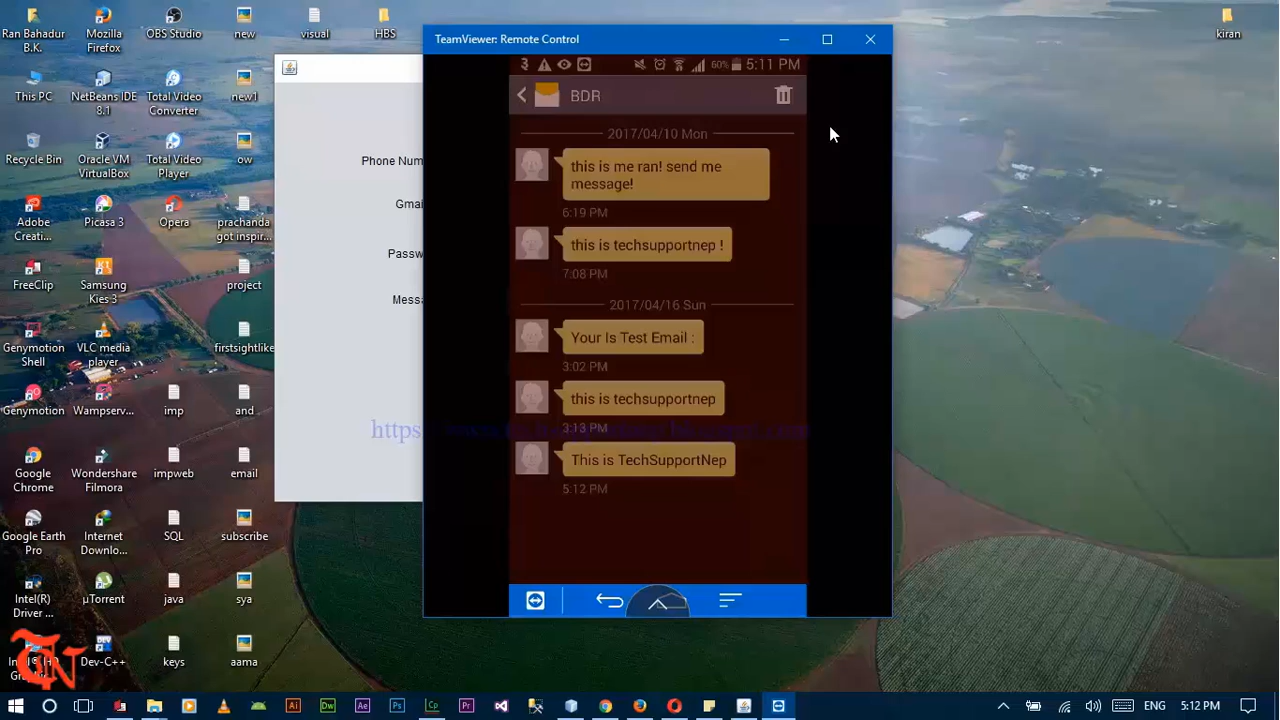 Ran Bahadur
B.K.
Mozilla
Firefox
OBS Studio
new
visual
HBS
kiran
This PC
NetBeans IDE
8.1
Total Video
Converter
new1
Recycle Bin
Oracle VM
VirtualBox
Total Video
Player
ow
Adobe
Creati...
Picasa 3
Opera
prachanda
got inspir...
FreeClip
Samsung
Kies 3
project
Genymotion
Shell
VLC media
player
firstsightlike
Genymotion
Wampserv...
imp
and
Google
Chrome
Wondershare
Filmora
impweb
email
Google Earth
Pro
Internet
Downlo...
SQL
subscribe
Intel(R)
Driver ...
µTorrent
java
sya
Dev-C++
keys
aama
Phone Num
Gmai
Passw
Messa
TeamViewer: Remote Control
60% 5:11 PM
BDR
2017/04/10 Mon
this is me ran! send me
message!
6:19 PM
this is techsupportnep !
7:08 PM
2017/04/16 Sun
Your Is Test Email :
3:02 PM
this is techsupportnep
3:13 PM
This is TechSupportNep
5:12 PM
ENG 5:12 PM